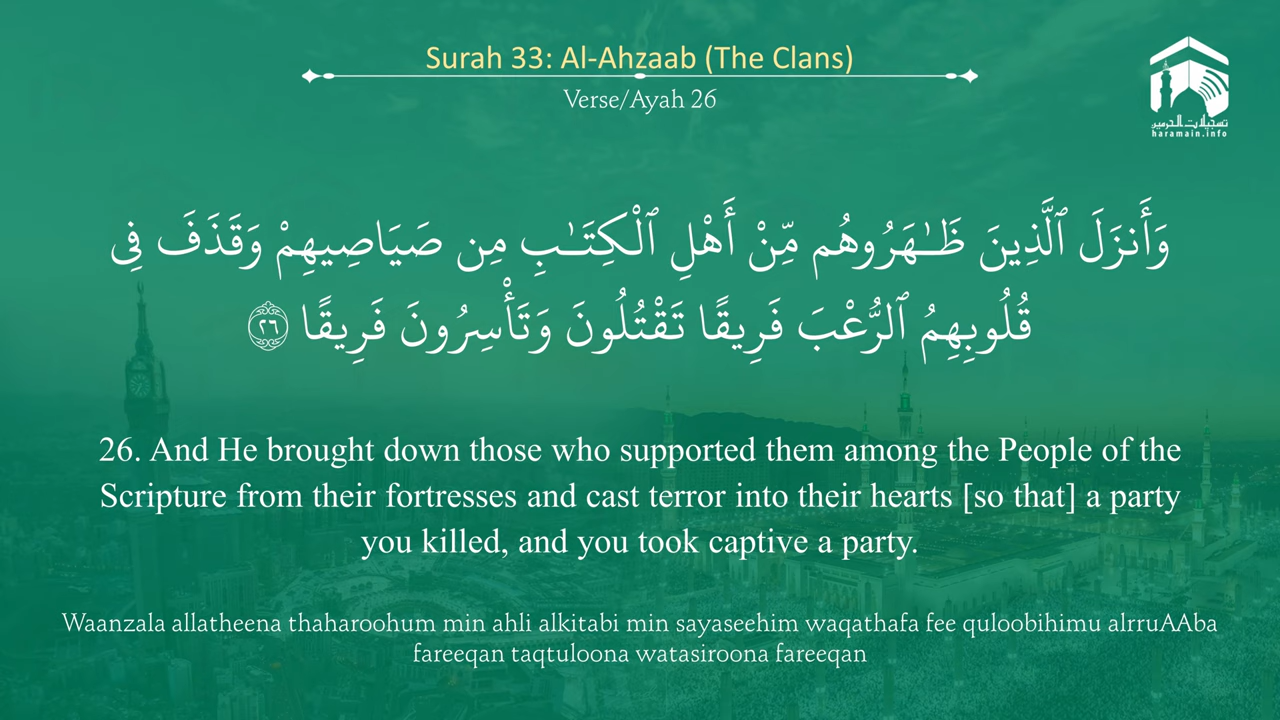 Surah 33: Al-Ahzaab (The Clans)
Verse/Ayah 26
تسجيلات الحرمين
haramain.info
وَأَنزَلَ ٱلَّذِينَ ظَـٰهَرُوهُم مِّنْ أَهْلِ ٱلْكِتَـٰبِ مِن صَيَاصِيهِمْ وَقَذَفَ فِى
قُلُوبِهِمُ ٱلرُّعْبَ فَرِيقًا تَقْتُلُونَ وَتَأْسِرُونَ فَرِيقًا ٢٦
26. And He brought down those who supported them among the People of the
Scripture from their fortresses and cast terror into their hearts [so that] a party
you killed, and you took captive a party.
Waanzala allatheena thaharoohum min ahli alkitabi min sayaseehim waqathafa fee quloobihimu alrruAAba
fareeqan taqtuloona watasiroona fareeqan